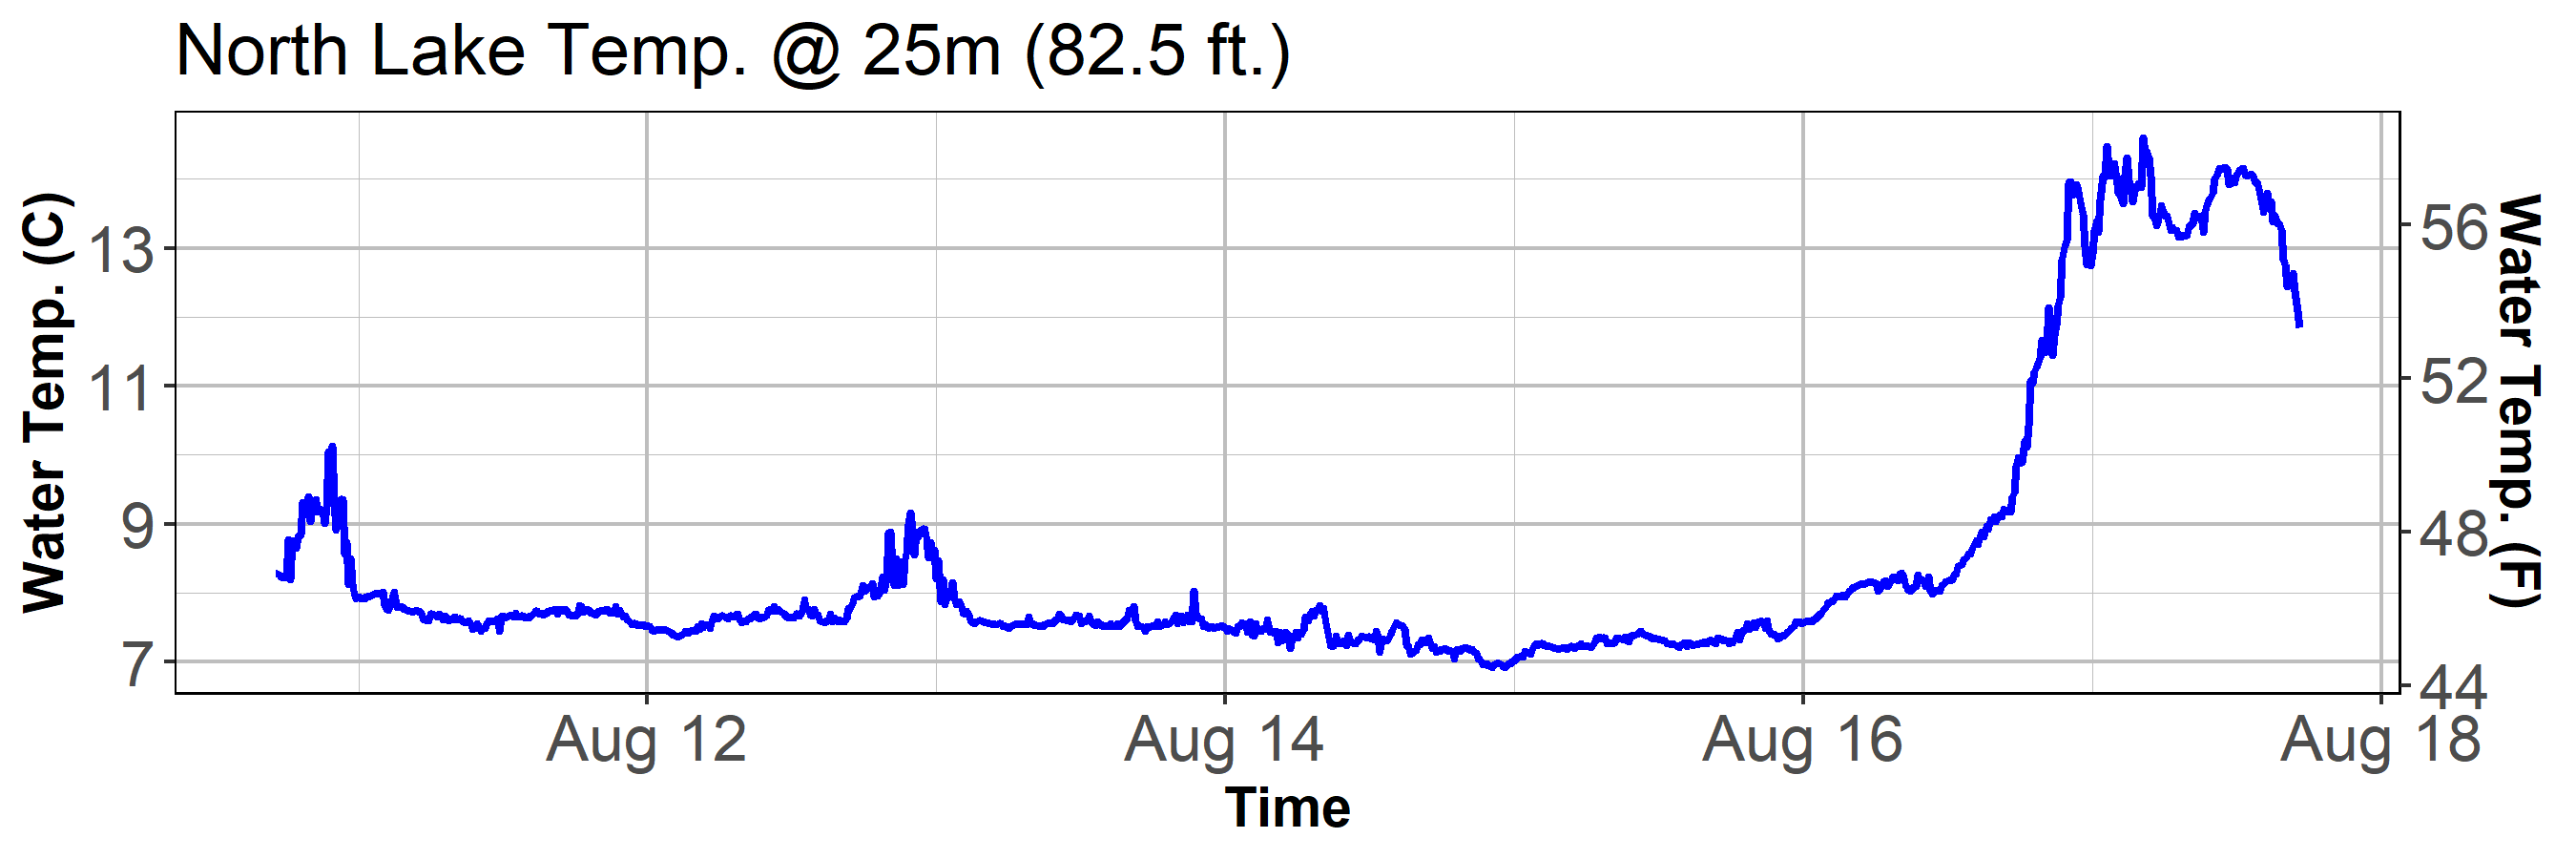 North Lake Temp. @ 25m (82.5 ft.)
Water Temp. (C)
13
11
9
7
56
52
48
44
Water Temp. (F)
Aug 12 Aug 14 Aug 16 Aug 18
Time